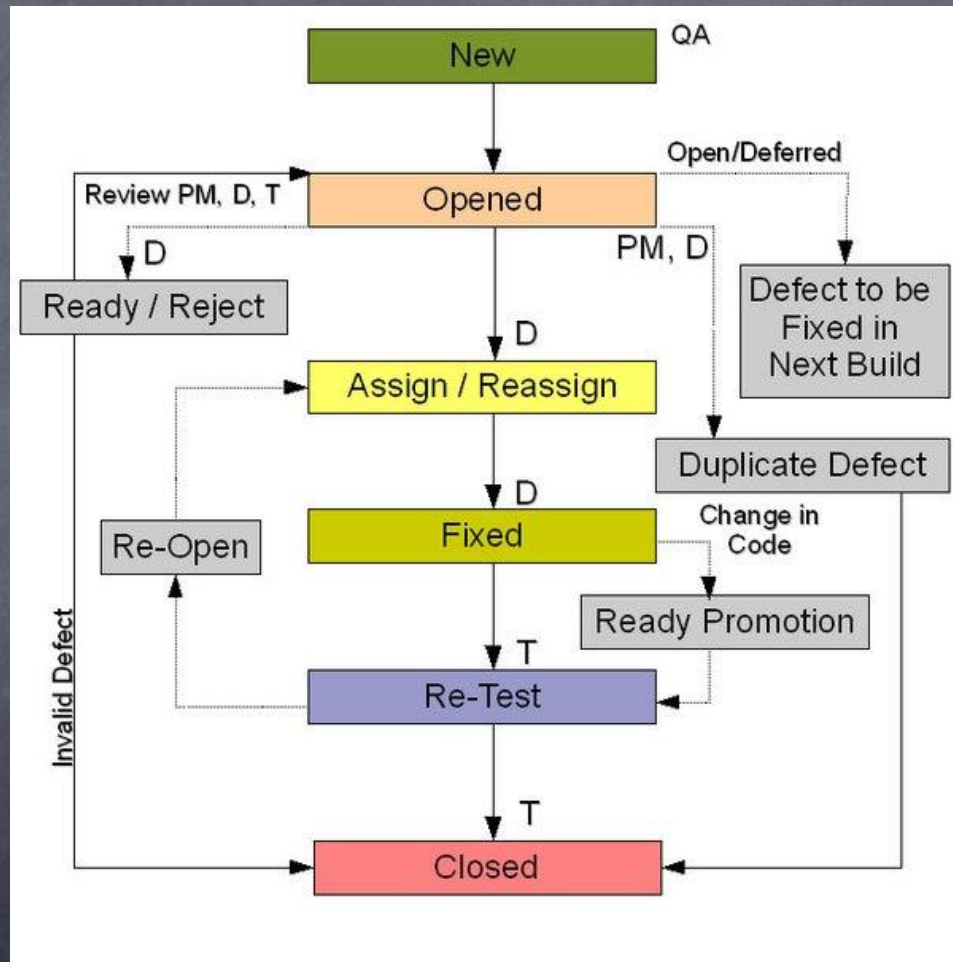 New
QA
Open/Deferred
Review PM, D, T
Opened
D
PM, D
Ready / Reject
Defect to be
Fixed in
Next Build
D
Assign / Reassign
Duplicate Defect
D
Change in
Code
Fixed
Re-Open
Ready Promotion
Invalid Defect
T
Re-Test
T
Closed